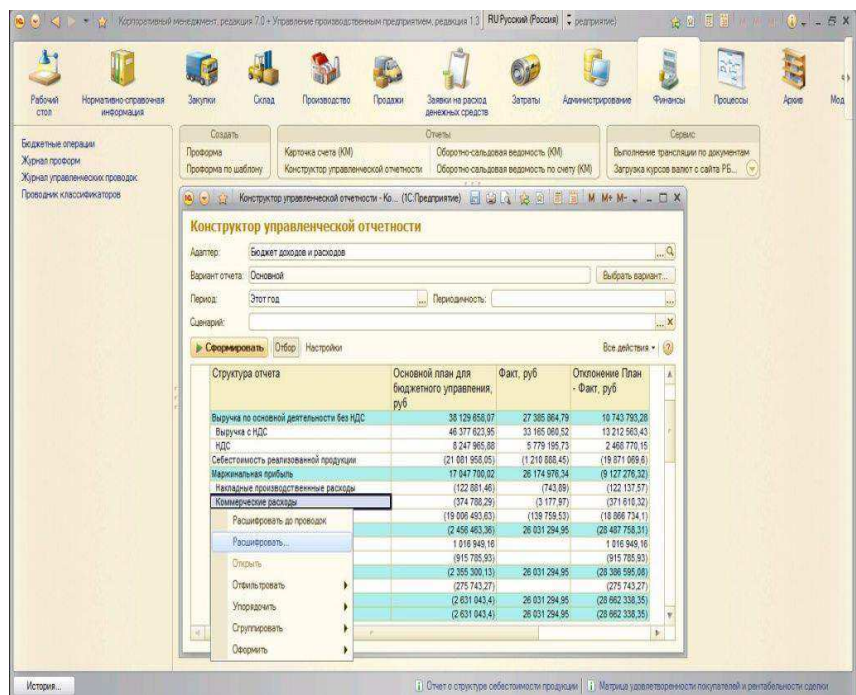 Корпоративный менеджмент, редакция 7.0 + Управление производственным предприятием, редакция 1.3 RU Русский (Россия) редприятие)
Рабочий стол
Нормативно-справочная информация
Закупки
Склад
Производство
Продажи
Заявки на расход денежных средств
Затраты
Администрирование
Финансы
Процессы
Архив
Мод
Бюджетные операции
Журнал проформ
Журнал управленческих проводок
Проводник классификаторов
Создать
Проформа
Проформа по шаблону
Отчеты
Карточка счета (КМ)
Оборотно-сальдовая ведомость (КМ)
Конструктор управленческой отчетности
Оборотно-сальдовая ведомость по счету (КМ)
Сервис
Выполнение трансляции по документам
Загрузка курсов валют с сайта РБ...
Конструктор управленческой отчетности - Ко... (1С:Предприятие) M M+ M-
Конструктор управленческой отчетности
Адаптер: Бюджет доходов и расходов
Вариант отчета: Основной Выбрать вариант...
Период: Этот год Периодичность:
Сценарий:
Сформировать Отбор Настройки Все действия
Структура отчета Основной план для бюджетного управления, руб Факт, руб Отклонение План - Факт, руб
Выручка по основной деятельности без НДС 38 129 658,07 27 385 864,79 10 743 793,28
Выручка с НДС 46 377 623,95 33 165 060,52 13 212 563,43
НДС 8 247 965,88 5 779 195,73 2 468 770,15
Себестоимость реализованной продукции (21 081 958,05) (1 210 888,45) (19 871 069,6)
Маржинальная прибыль 17 047 700,02 26 174 976,34 (9 127 276,32)
Накладные производственные расходы (122 881,46) (743,89) (122 137,57)
Коммерческие расходы (374 788,29) (3 177,97) (371 610,32)
(19 006 493,63) (139 759,53) (18 866 734,1)
(2 456 463,36) 26 031 294,95 (28 487 758,31)
1 016 949,16 1 016 949,16
(915 785,93) (915 785,93)
(2 355 300,13) 26 031 294,95 (28 386 595,08)
(275 743,27) (275 743,27)
(2 631 043,4) 26 031 294,95 (28 662 338,35)
(2 631 043,4) 26 031 294,95 (28 662 338,35)
Расшифровать до проводок
Расшифровать...
Открыть
Отфильтровать
Упорядочить
Сгруппировать
Оформить
История...
Отчет о структуре себестоимости продукции
Матрица удовлетворенности покупателей и рентабельности сделки